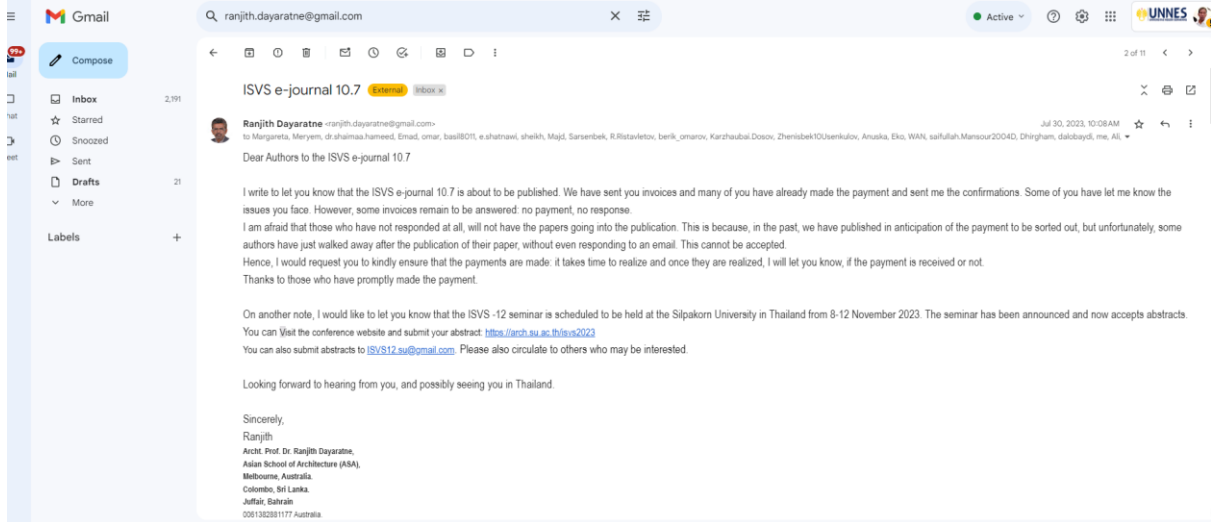 Gmail
ranjith.dayaratne@gmail.com
Active
UNNES
99+
Compose
2 of 11
Mail
Inbox 2,191
Starred
Snoozed
Sent
Drafts 21
More
Labels
ISVS e-journal 10.7 External Inbox x
Ranjith Dayaratne <ranjith.dayaratne@gmail.com>
Jul 30, 2023, 10:08 AM
to Margareta, Meryem, dr.shaimaa.hameed, Emad, omar, basil8011, e.shatnawi, sheikh, Majd, Sarsenbek, R.Ristavletov, berik_omarov, Karzhaubai.Dosov, Zhenisbek10Usenkulov, Anuska, Eko, WAN, saifullah.Mansour2004D, Dhirgham, dalobaydi, me, Ali,
Dear Authors to the ISVS e-journal 10.7
I write to let you know that the ISVS e-journal 10.7 is about to be published. We have sent you invoices and many of you have already made the payment and sent me the confirmations. Some of you have let me know the
issues you face. However, some invoices remain to be answered: no payment, no response.
I am afraid that those who have not responded at all, will not have the papers going into the publication. This is because, in the past, we have published in anticipation of the payment to be sorted out, but unfortunately, some
authors have just walked away after the publication of their paper, without even responding to an email. This cannot be accepted.
Hence, I would request you to kindly ensure that the payments are made: it takes time to realize and once they are realized, I will let you know, if the payment is received or not.
Thanks to those who have promptly made the payment.
On another note, I would like to let you know that the ISVS -12 seminar is scheduled to be held at the Silpakorn University in Thailand from 8-12 November 2023. The seminar has been announced and now accepts abstracts.
You can Visit the conference website and submit your abstract: https://arch.su.ac.th/isvs2023
You can also submit abstracts to ISVS12.su@gmail.com. Please also circulate to others who may be interested.
Looking forward to hearing from you, and possibly seeing you in Thailand.
Sincerely,
Ranjith
Archt. Prof. Dr. Ranjith Dayaratne,
Asian School of Architecture (ASA),
Melbourne, Australia.
Colombo, Sri Lanka.
Juffair, Bahrain
0061382881177 Australia.